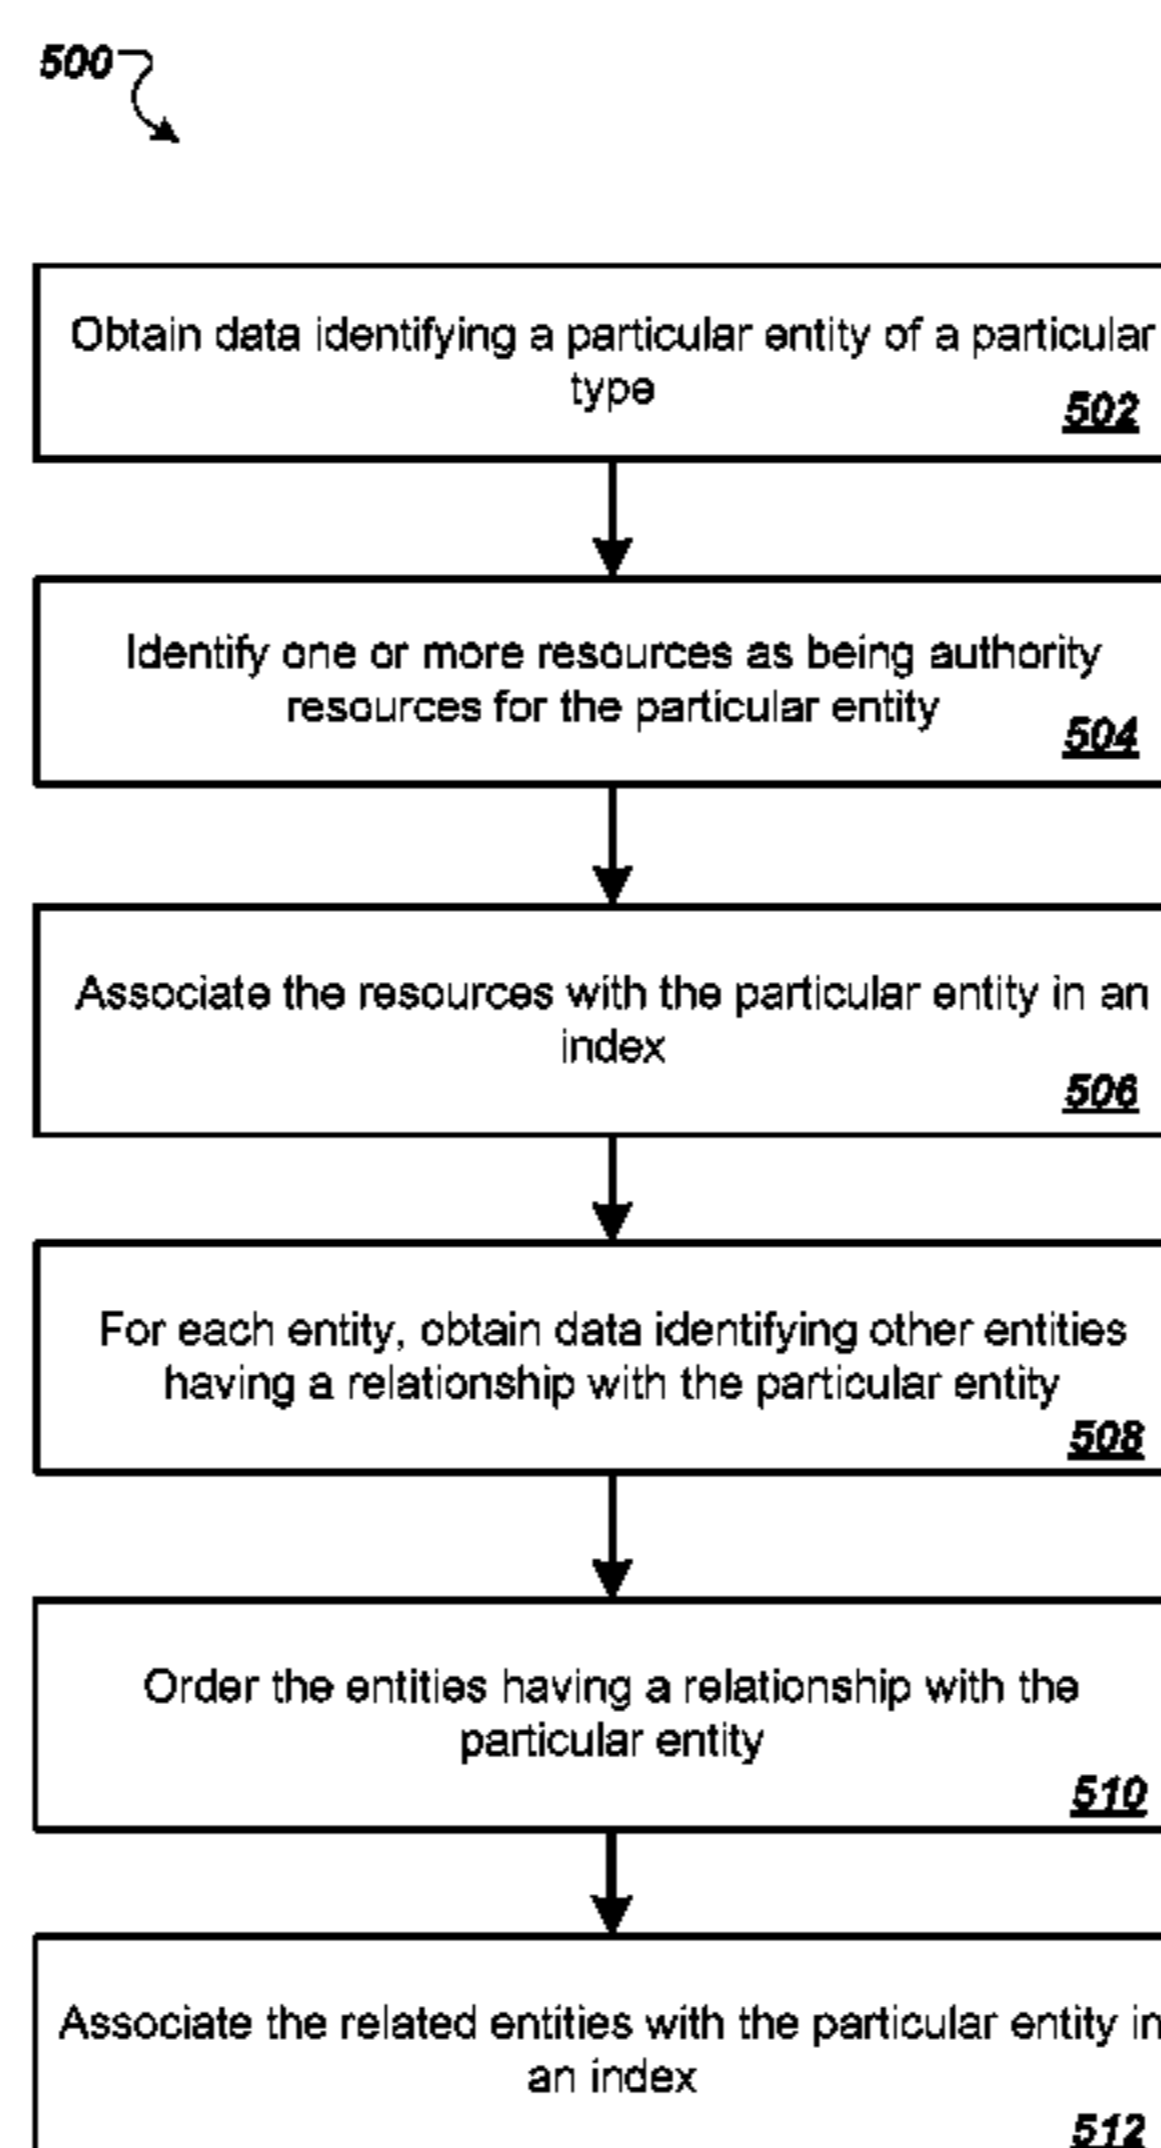 500
Obtain data identifying a particular entity of a particular
type
502
Identify one or more resources as being authority
resources for the particular entity
504
Associate the resources with the particular entity in an
index
506
For each entity, obtain data identifying other entities
having a relationship with the particular entity
508
Order the entities having a relationship with the
particular entity
510
Associate the related entities with the particular entity in
an index
512